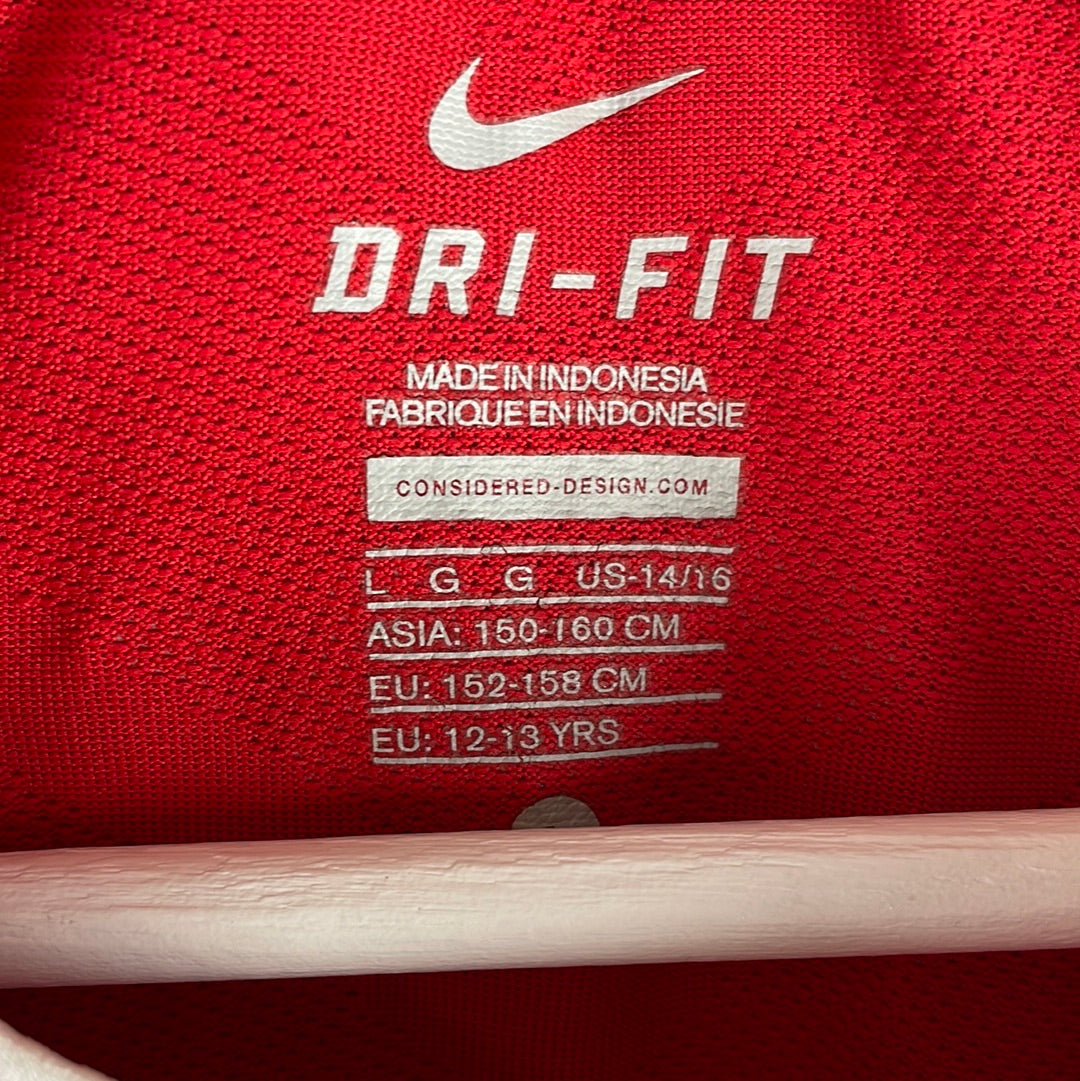 DRI-FIT
MADE IN INDONESIA
FABRIQUE EN INDONESIE
CONSIDERED-DESIGN.COM
L G G US-14/16
ASIA: 150-160 CM
EU: 152-158 CM
EU: 12-13 YRS